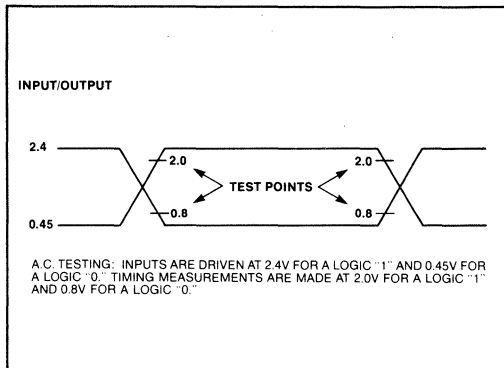 INPUT/OUTPUT
2.4
2.0
2.0
TEST POINTS
0.8
0.8
0.45
A.C. TESTING: INPUTS ARE DRIVEN AT 2.4V FOR A LOGIC "1" AND 0.45V FOR
A LOGIC "0." TIMING MEASUREMENTS ARE MADE AT 2.0V FOR A LOGIC "1"
AND 0.8V FOR A LOGIC "0."